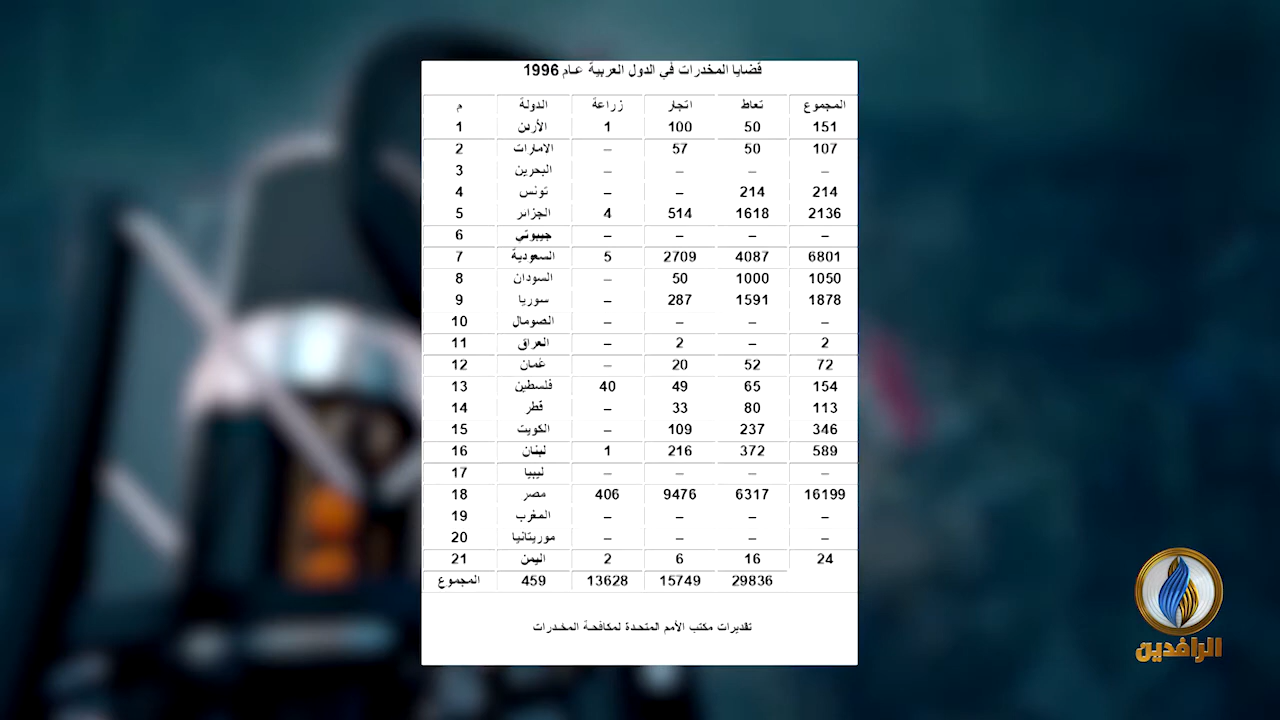 قضايا المخدرات في الدول العربية عام 1996
م الدولة زراعة اتجار تعاط المجموع
1 الأردن 1 100 50 151
2 الامارات – 57 50 107
3 البحرين – – – –
4 تونس – – 214 214
5 الجزائر 4 514 1618 2136
6 جيبوتي – – – –
7 السعودية 5 2709 4087 6801
8 السودان – 50 1000 1050
9 سوريا – 287 1591 1878
10 الصومال – – – –
11 العراق – 2 – 2
12 عُمان – 20 52 72
13 فلسطين 40 49 65 154
14 قطر – 33 80 113
15 الكويت – 109 237 346
16 لبنان 1 216 372 589
17 ليبيا – – – –
18 مصر 406 9476 6317 16199
19 المغرب – – – –
20 موريتانيا – – – –
21 اليمن 2 6 16 24
المجموع 459 13628 15749 29836
تقديرات مكتب الأمم المتحدة لمكافحة المخدرات
الرافدين